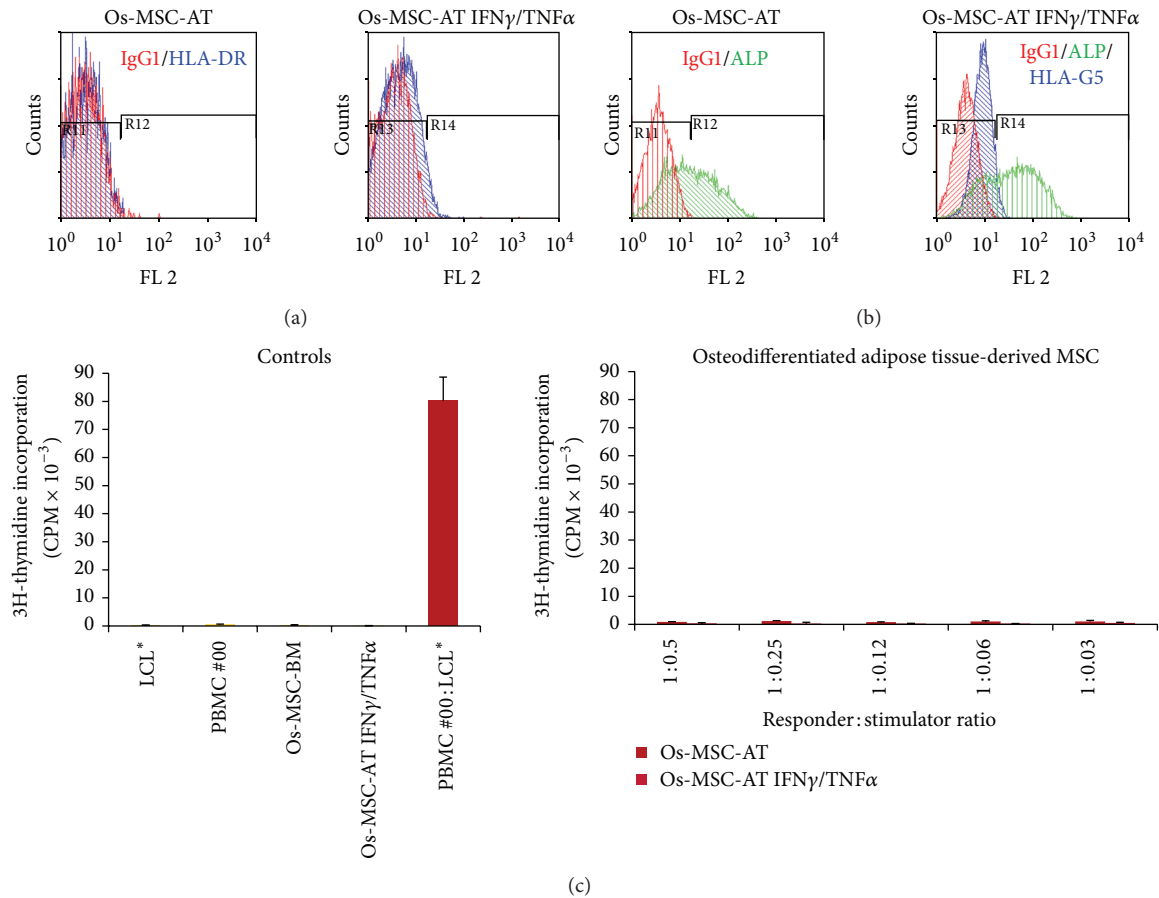 Os-MSC-AT
Os-MSC-AT IFNγ/TNFα
Os-MSC-AT
Os-MSC-AT IFNγ/TNFα
IgG1/HLA-DR
IgG1/ALP
IgG1/ALP/
HLA-G5
Counts
R11
R12
10^0 10^1 10^2 10^3 10^4
FL 2
Counts
R13
R14
10^0 10^1 10^2 10^3 10^4
FL 2
(a)
Counts
R11
R12
10^0 10^1 10^2 10^3 10^4
FL 2
Counts
R13
R14
10^0 10^1 10^2 10^3 10^4
FL 2
(b)
Controls
3H-thymidine incorporation
(CPM × 10^−3)
90
80
70
60
50
40
30
20
10
0
LCL*
PBMC #00
Os-MSC-BM
Os-MSC-AT IFNγ/TNFα
PBMC #00:LCL*
Osteodifferentiated adipose tissue-derived MSC
3H-thymidine incorporation
(CPM × 10^−3)
90
80
70
60
50
40
30
20
10
0
1:0.5
1:0.25
1:0.12
1:0.06
1:0.03
Responder:stimulator ratio
Os-MSC-AT
Os-MSC-AT IFNγ/TNFα
(c)